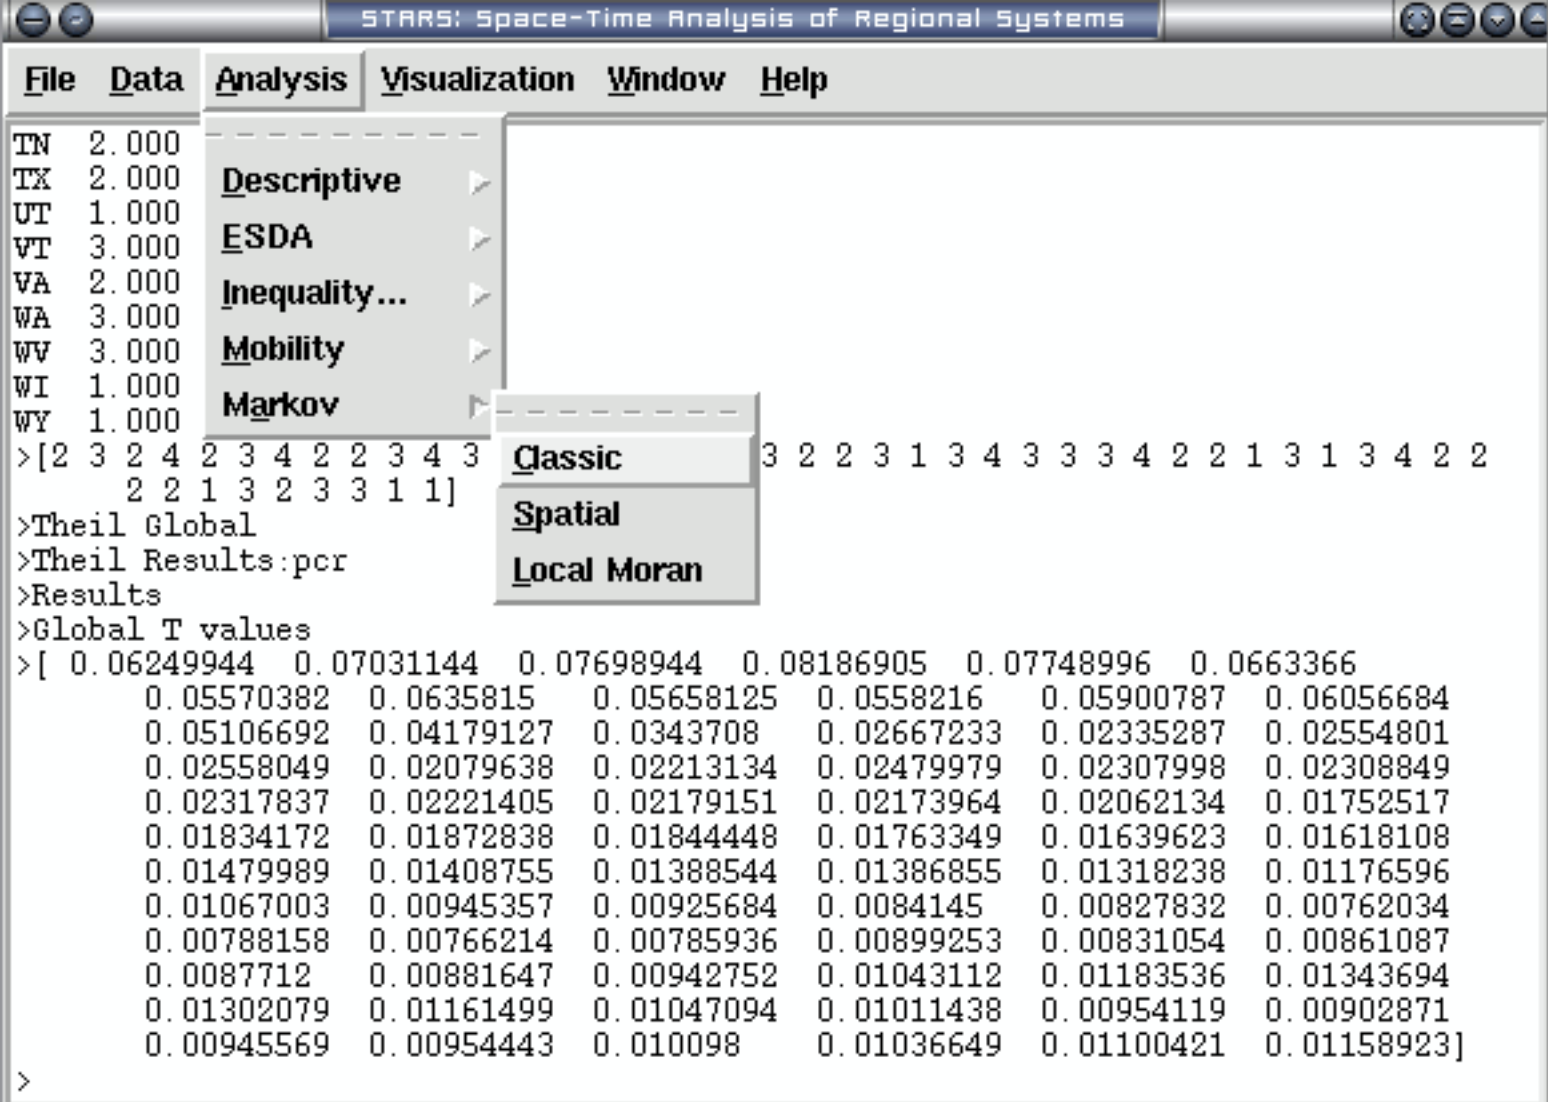 STARS: Space-Time Analysis of Regional Systems
File Data Analysis Visualization Window Help
TN 2.000
TX 2.000
UT 1.000
VT 3.000
VA 2.000
WA 3.000
WV 3.000
WI 1.000
WY 1.000
Descriptive
ESDA
Inequality...
Mobility
Markov
Classic
Spatial
Local Moran
>[2 3 2 4 2 3 4 2 2 3 4 3 3 2 2 3 1 3 4 3 3 3 4 2 2 1 3 1 3 4 2 2
2 2 1 3 2 3 3 1 1]
>Theil Global
>Theil Results:pcr
>Results
>Global T values
>[ 0.06249944 0.07031144 0.07698944 0.08186905 0.07748996 0.0663366
0.05570382 0.0635815 0.05658125 0.0558216 0.05900787 0.06056684
0.05106692 0.04179127 0.0343708 0.02667233 0.02335287 0.02554801
0.02558049 0.02079638 0.02213134 0.02479979 0.02307998 0.02308849
0.02317837 0.02221405 0.02179151 0.02173964 0.02062134 0.01752517
0.01834172 0.01872838 0.01844448 0.01763349 0.01639623 0.01618108
0.01479989 0.01408755 0.01388544 0.01386855 0.01318238 0.01176596
0.01067003 0.00945357 0.00925684 0.0084145 0.00827832 0.00762034
0.00788158 0.00766214 0.00785936 0.00899253 0.00831054 0.00861087
0.0087712 0.00881647 0.00942752 0.01043112 0.01183536 0.01343694
0.01302079 0.01161499 0.01047094 0.01011438 0.00954119 0.00902871
0.00945569 0.00954443 0.010098 0.01036649 0.01100421 0.01158923]
>